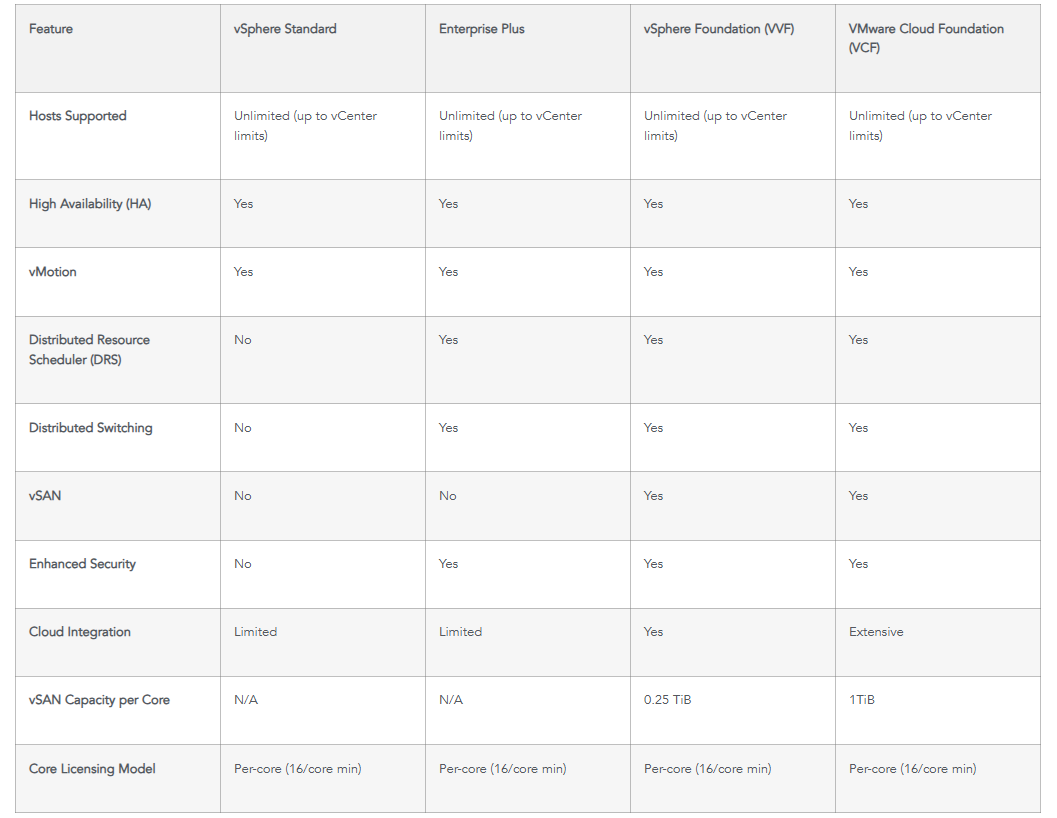 Feature vSphere Standard Enterprise Plus vSphere Foundation (VVF) VMware Cloud Foundation
(VCF)
Hosts Supported Unlimited (up to vCenter Unlimited (up to vCenter Unlimited (up to vCenter Unlimited (up to vCenter
limits) limits) limits) limits)
High Availability (HA) Yes Yes Yes Yes
vMotion Yes Yes Yes Yes
Distributed Resource No Yes Yes Yes
Scheduler (DRS)
Distributed Switching No Yes Yes Yes
vSAN No No Yes Yes
Enhanced Security No Yes Yes Yes
Cloud Integration Limited Limited Yes Extensive
vSAN Capacity per Core N/A N/A 0.25 TiB 1TiB
Core Licensing Model Per-core (16/core min) Per-core (16/core min) Per-core (16/core min) Per-core (16/core min)